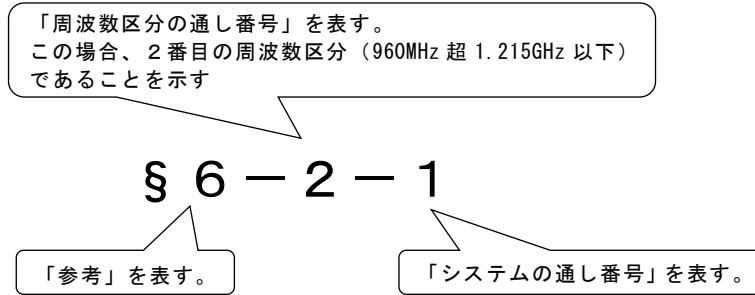 「周波数区分の通し番号」を表す。
この場合、２番目の周波数区分（960MHz 超 1.215GHz 以下）
であることを示す
§６－２－１
「参考」を表す。
「システムの通し番号」を表す。